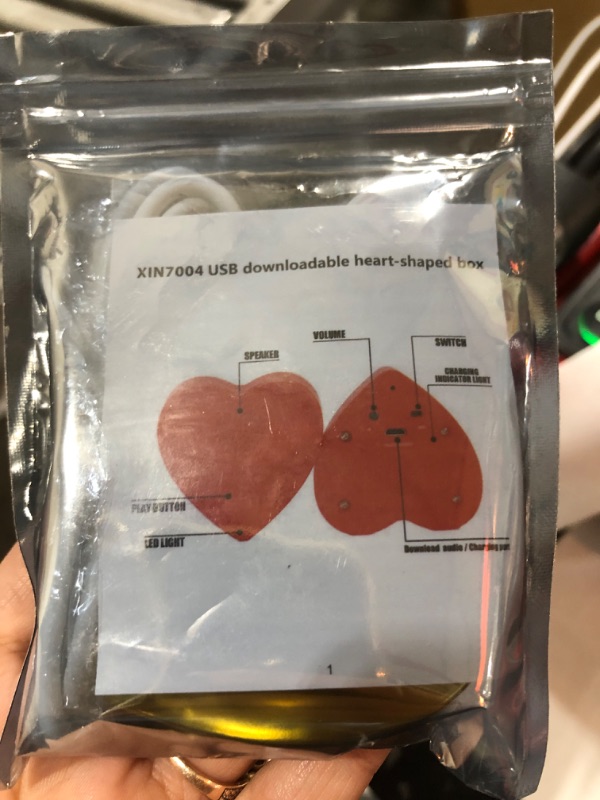 XIN7004 USB downloadable heart-shaped box
VOLUME
SWITCH
SPEAKER
CHARGING
INDICATOR LIGHT
PLAY BUTTON
LED LIGHT
Download audio / Charging port
1